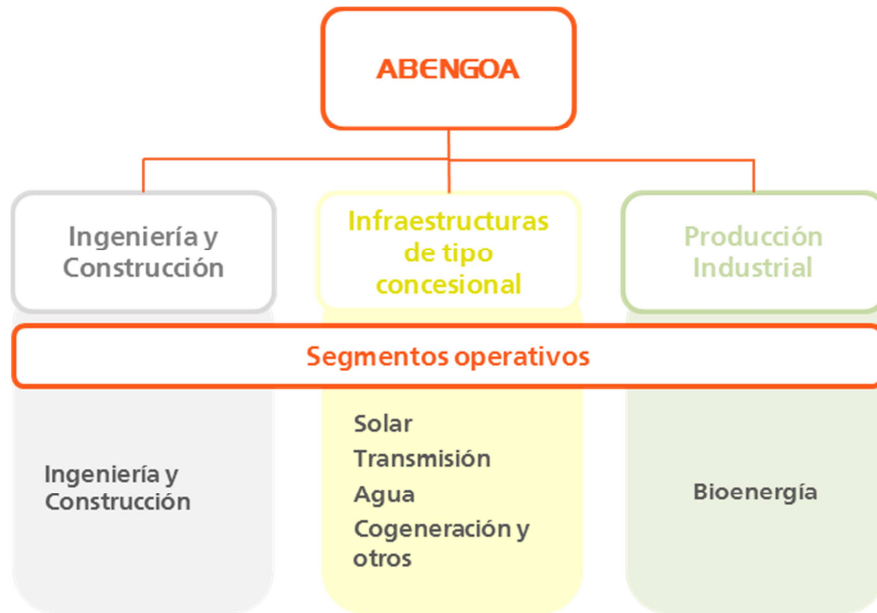 ABENGOA
Ingeniería y
Construcción
Infraestructuras
de tipo
concesional
Producción
Industrial
Segmentos operativos
Ingeniería y
Construcción
Solar
Transmisión
Agua
Cogeneración y
otros
Bioenergía